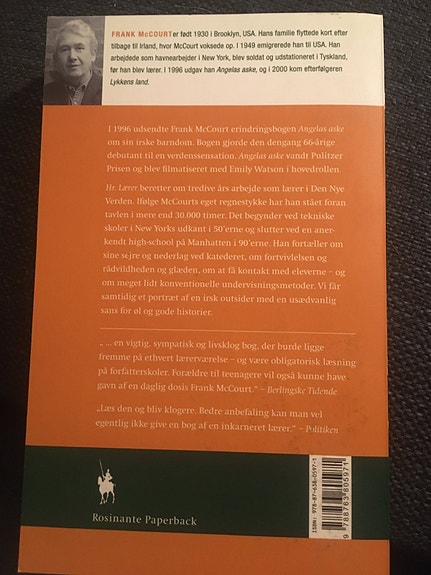 FRANK McCOURT er født 1930 i Brooklyn, USA. Hans familie flyttede kort efter
tilbage til Irland, hvor McCourt voksede op. I 1949 emigrerede han til USA. Han
arbejdede som havnearbejder i New York, blev soldat og udstationeret i Tyskland,
før han blev lærer. I 1996 udgav han Angelas aske, og i 2000 kom efterfølgeren
Lykkens land.
I 1996 udsendte Frank McCourt erindringsbogen Angelas aske
om sin irske barndom. Bogen gjorde den dengang 66-årige
debutant til en verdenssensation. Angelas aske vandt Pulitzer
Prisen og blev filmatiseret med Emily Watson i hovedrollen.
Hr. Lærer beretter om tredive års arbejde som lærer i Den Nye
Verden. Ifølge McCourts eget regnestykke har han stået foran
tavlen i mere end 30.000 timer. Det begynder ved tekniske
skoler i New Yorks udkant i 50'erne og slutter ved en aner-
kendt high-school på Manhatten i 90'erne. Han fortæller om
sine sejre og nederlag ved katederet, om fortvivlelsen og
rådvildheden og glæden, om at få kontakt med eleverne – og
om meget lidt konventionelle undervisningsmetoder. Vi får
samtidig et portræt af en irsk outsider med en usædvanlig
sans for øl og gode historier.
„ ... en vigtig, sympatisk og livsklog bog, der burde ligge
fremme på ethvert lærerværelse – og være obligatorisk læsning
på forfatterskoler. Forældre til teenagere vil også kunne have
gavn af en daglig dosis Frank McCourt." – Berlingske Tidende
„Læs den og bliv klogere. Bedre anbefaling kan man vel
egentlig ikke give en bog af en inkarneret lærer." – Politiken
Rosinante Paperback
ISBN: 978-87-638-0597-1
9 788763 805971